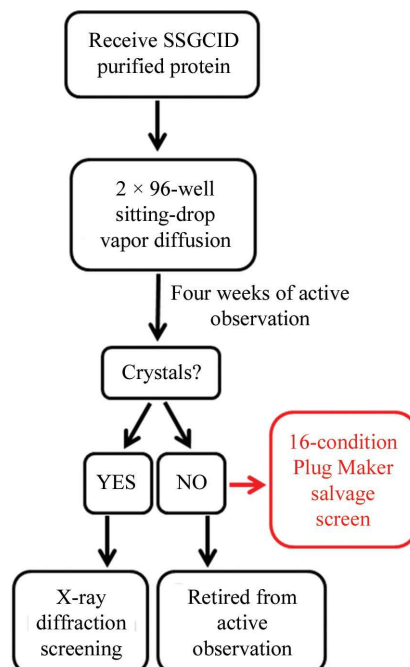 Receive SSGCID
purified protein
2 × 96-well
sitting-drop
vapor diffusion
Four weeks of active
observation
Crystals?
YES
NO
16-condition
Plug Maker
salvage
screen
X-ray
diffraction
screening
Retired from
active
observation